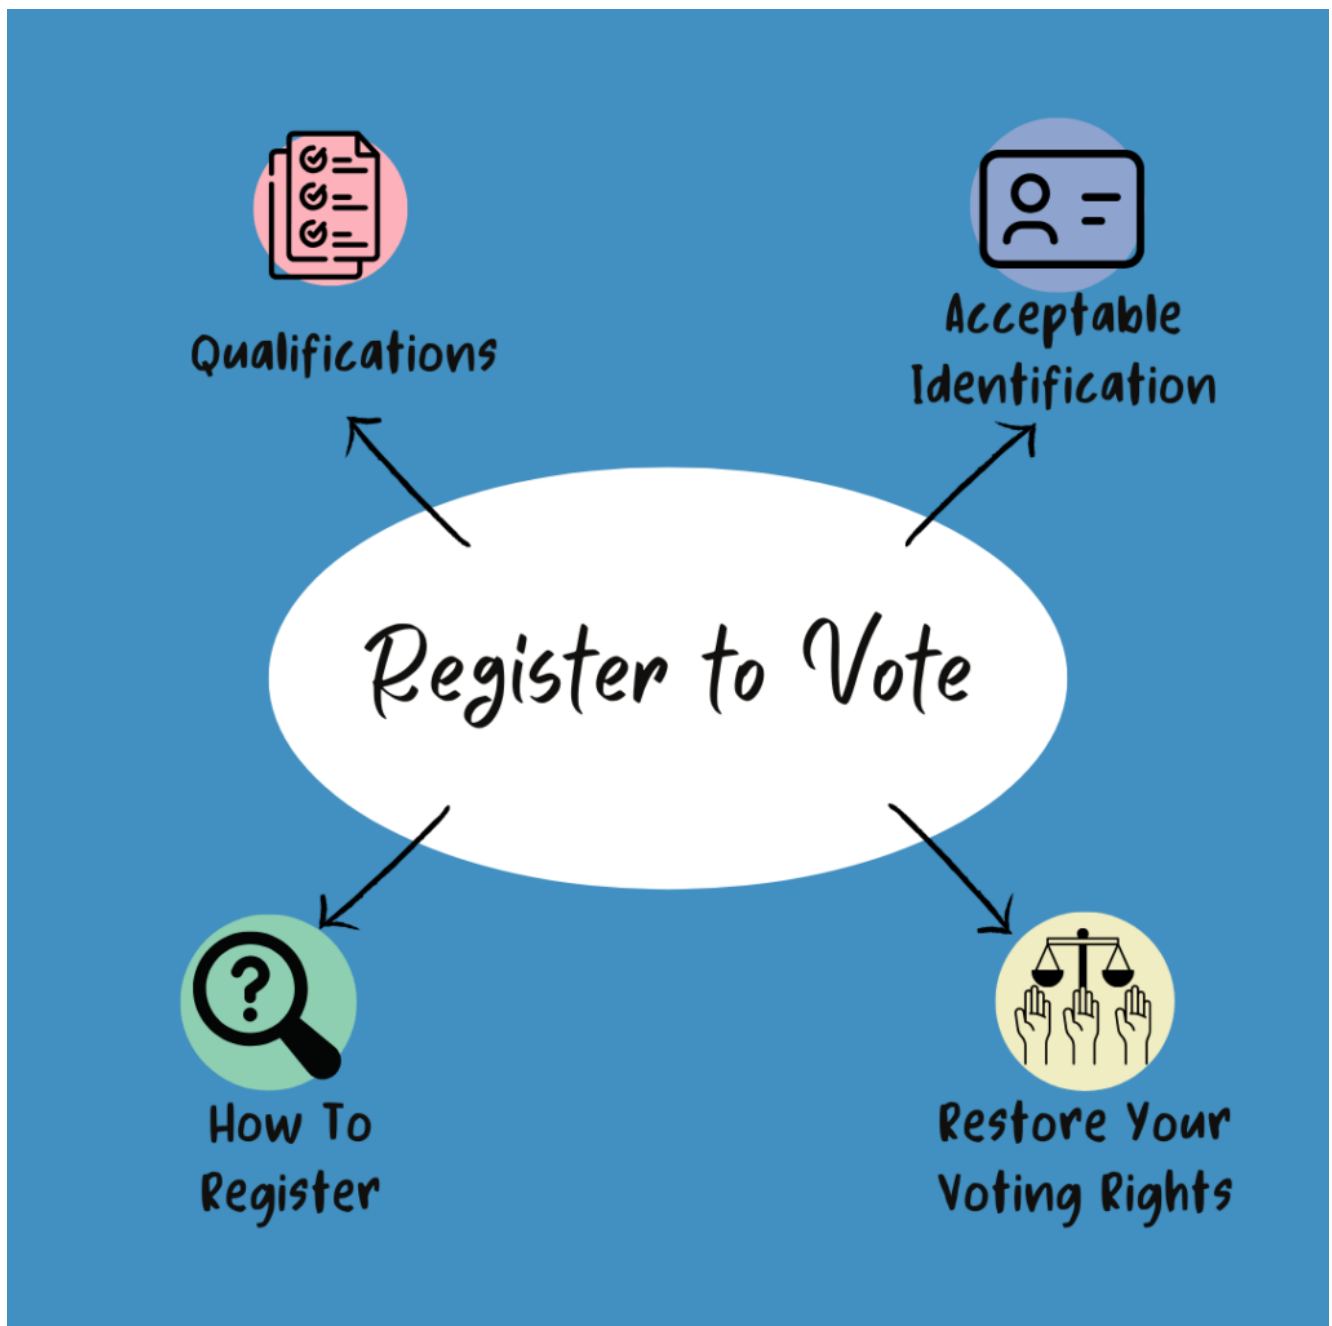 Qualifications
Acceptable
Identification
Register to Vote
How To
Register
Restore Your
Voting Rights